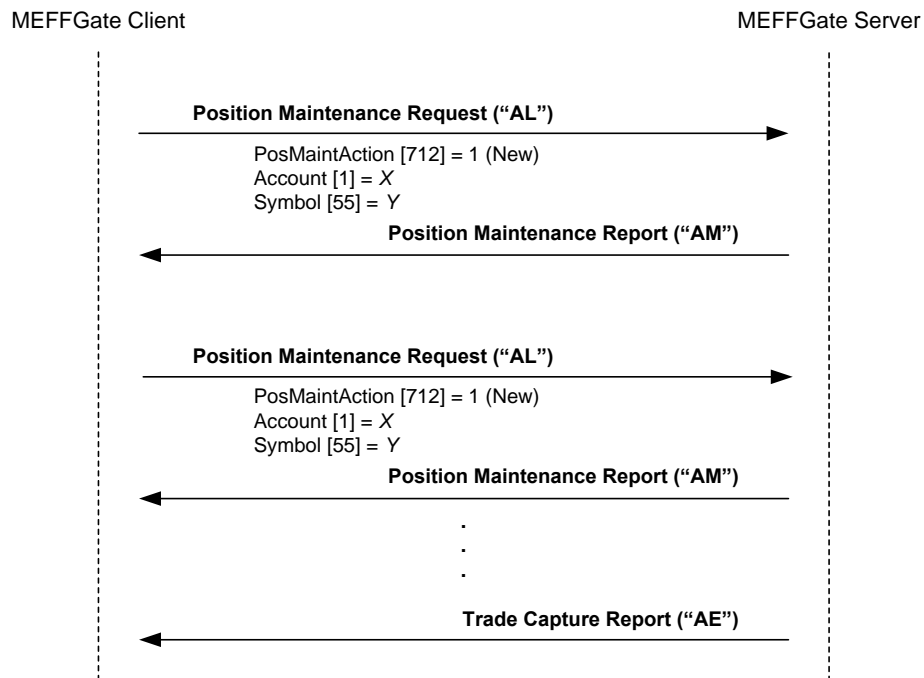 MEFFGate Client
MEFFGate Server
Position Maintenance Request (“AL”)
PosMaintAction [712] = 1 (New)
Account [1] = X
Symbol [55] = Y
Position Maintenance Report (“AM”)
Position Maintenance Request (“AL”)
PosMaintAction [712] = 1 (New)
Account [1] = X
Symbol [55] = Y
Position Maintenance Report (“AM”)
.
.
.
Trade Capture Report (“AE”)